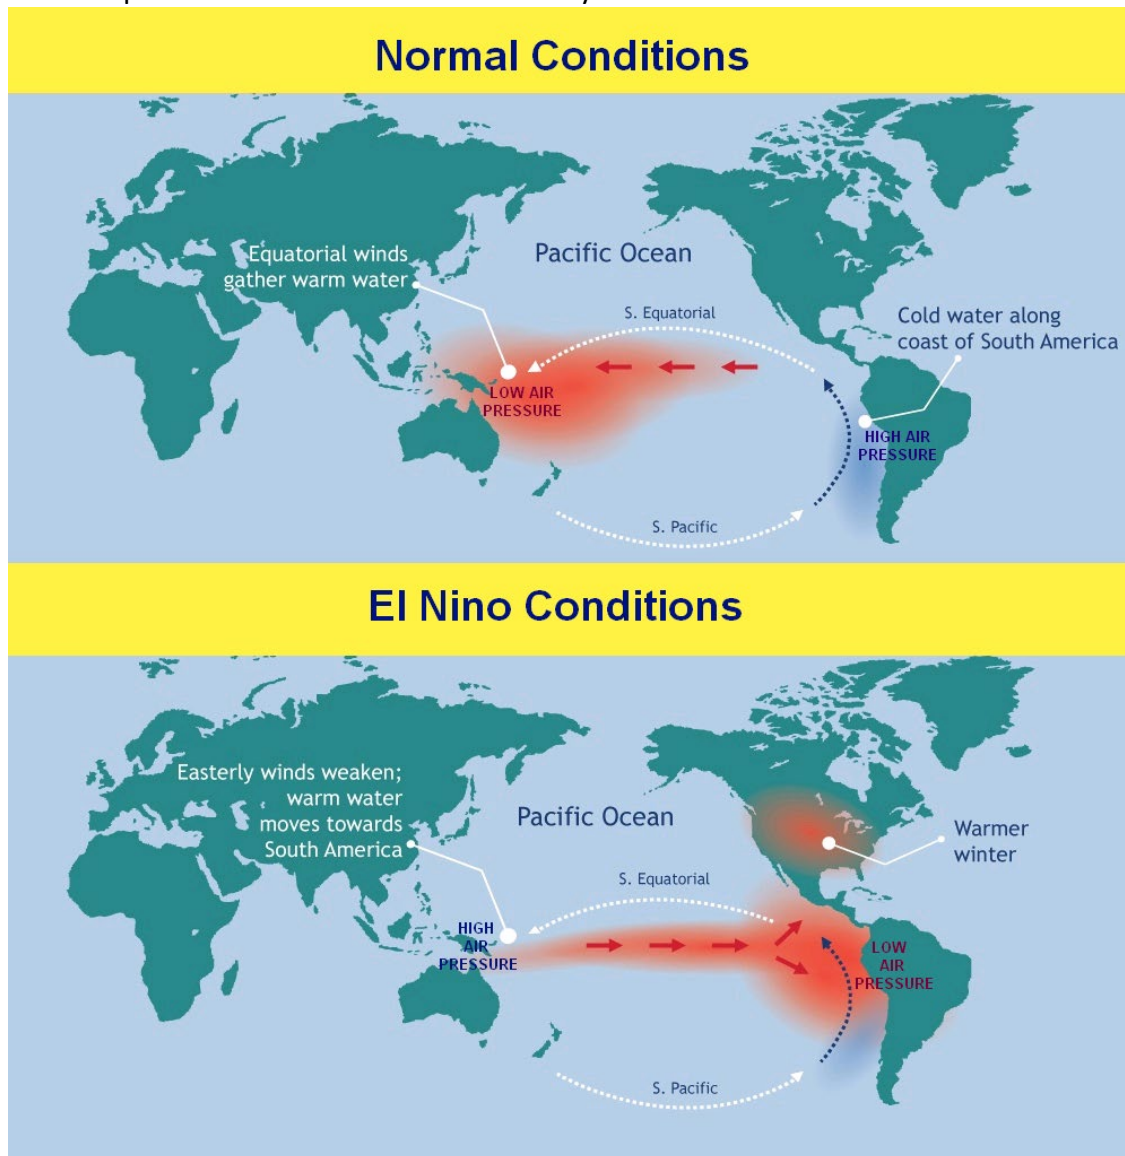 Normal Conditions
Equatorial winds
gather warm water
Pacific Ocean
S. Equatorial
Cold water along
coast of South America
LOW AIR
PRESSURE
HIGH AIR
PRESSURE
S. Pacific
El Nino Conditions
Easterly winds weaken;
warm water
moves towards
South America
Pacific Ocean
Warmer
winter
S. Equatorial
HIGH
AIR
PRESSURE
LOW
AIR
PRESSURE
S. Pacific